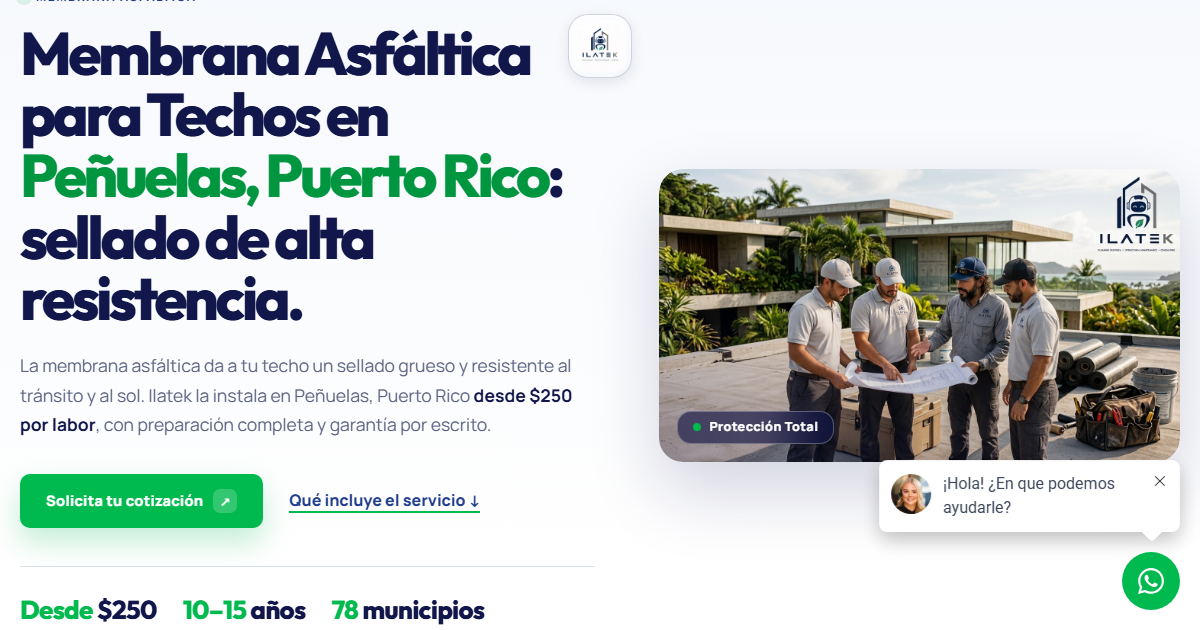 Membrana Asfáltica
para Techos en
Peñuelas, Puerto Rico:
sellado de alta
resistencia.
ILATEK
La membrana asfáltica da a tu techo un sellado grueso y resistente al
tránsito y al sol. Ilatek la instala en Peñuelas, Puerto Rico desde $250
por labor, con preparación completa y garantía por escrito.
Solicita tu cotización ↗
Qué incluye el servicio ↓
Desde $250
10–15 años
78 municipios
ILATEK
Protección Total
¡Hola! ¿En que podemos
ayudarle?